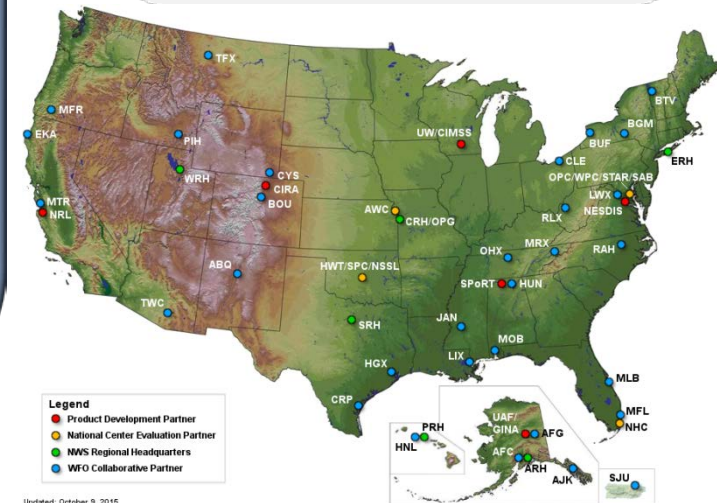 TFX
MFR
EKA
PIH
WRH
CYS
CIRA
BOU
MTR
NRL
UW/CIMSS
BTV
BGM
BUF
ERH
CLE
OPC/WPC/STAR/SAB
LWX
NESDIS
RLX
AWC
CRH/OPG
ABQ
HWT/SPC/NSSL
OHX
MRX
RAH
SPoRT
HUN
TWC
SRH
JAN
MOB
HGX
LIX
MLB
CRP
MFL
NHC
PRH
HNL
UAF/
GINA
AFG
AFC
ARH
AJK
SJU
Legend
Product Development Partner
National Center Evaluation Partner
NWS Regional Headquarters
WFO Collaborative Partner
Updated: October 9, 2015